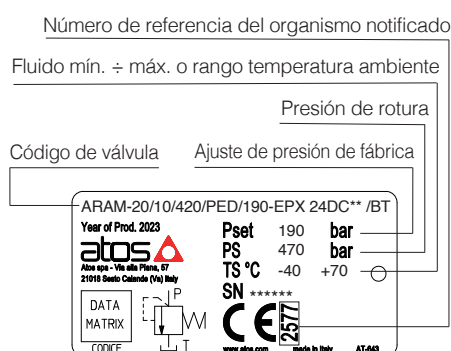 Número de referencia del organismo notificado
Fluido mín. ÷ máx. o rango temperatura ambiente
Presión de rotura
Código de válvula
Ajuste de presión de fábrica
ARAM-20/10/420/PED/190-EPX 24DC** /BT
Year of Prod. 2023
atos
Atos spa - Via alla Piana, 57
21018 Sesto Calende (Va) Italy
Pset 190 bar
PS 470 bar
TS °C -40 +70
SN ******
DATA
MATRIX
CODICE
P
T
CE
2577
www.atos.com made in Italy AT-643